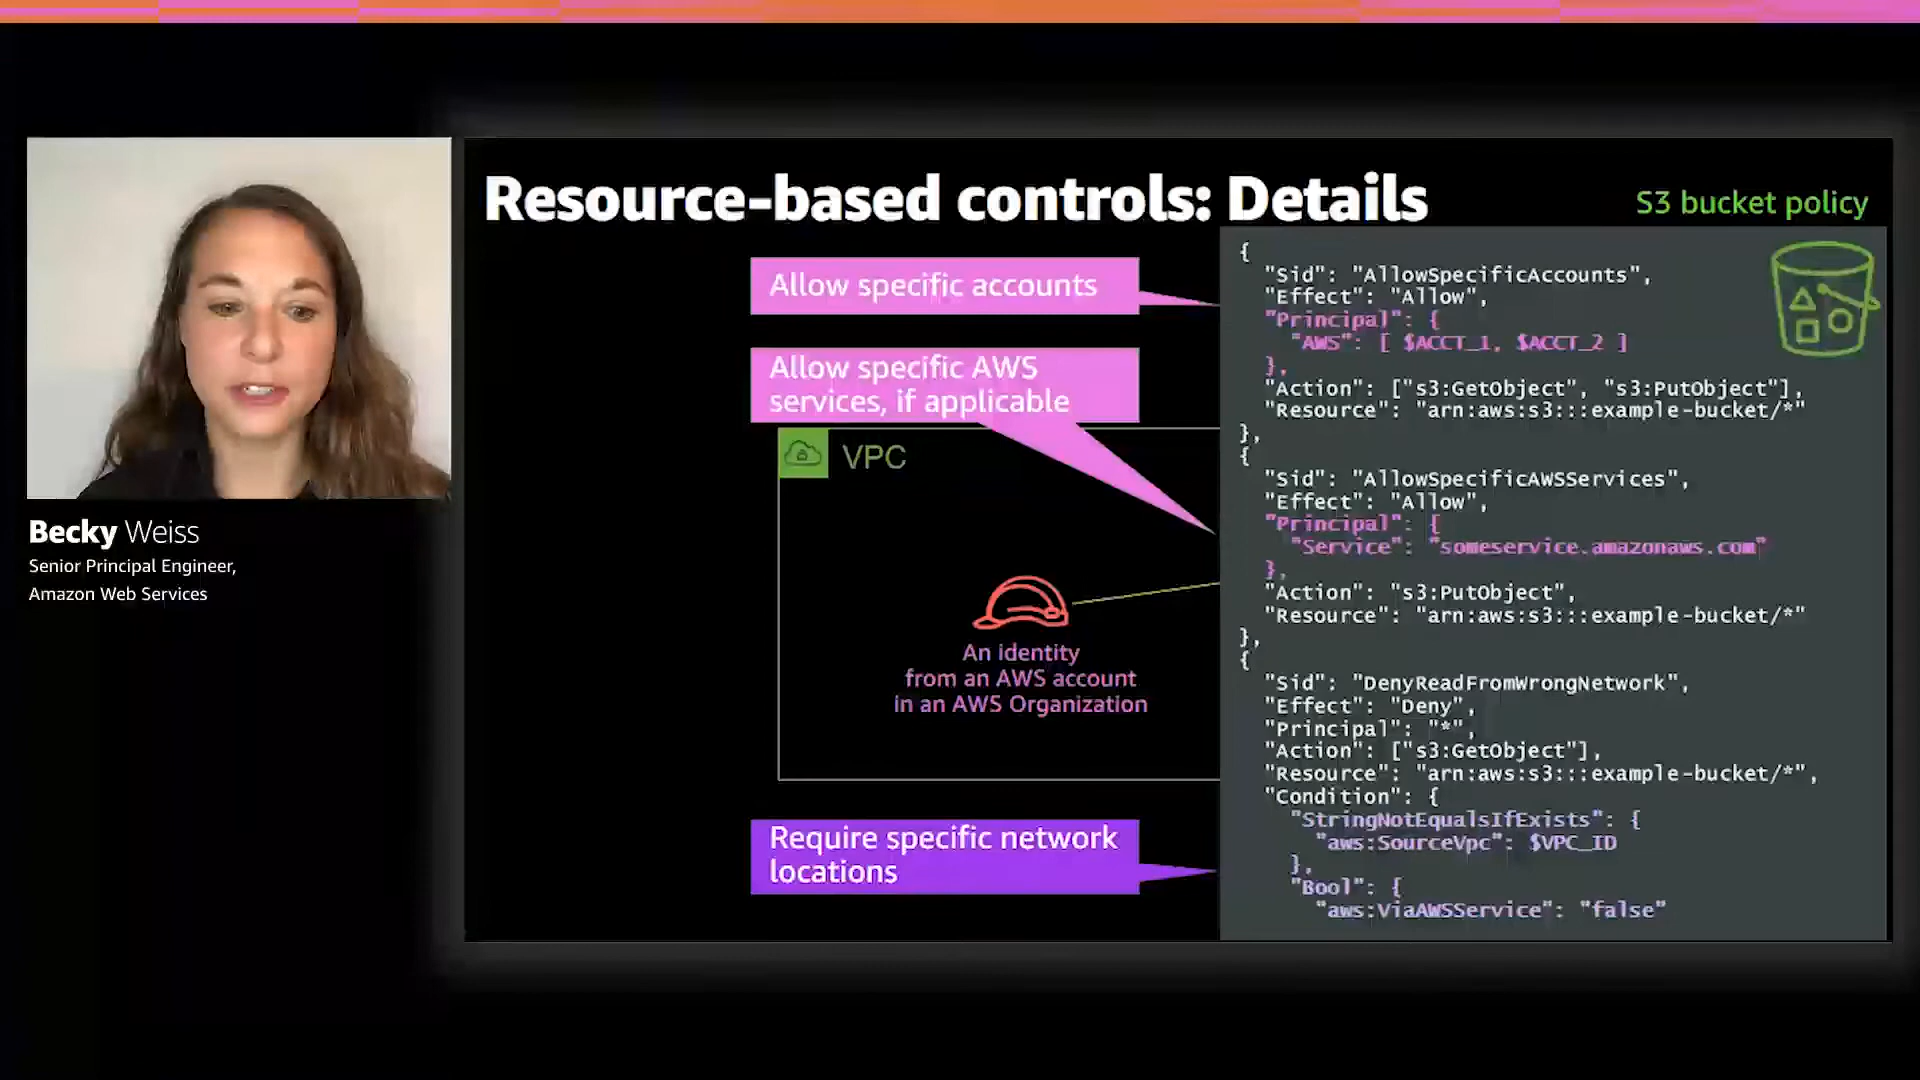 Resource-based controls: Details
S3 bucket policy
Allow specific accounts
Allow specific AWS
services, if applicable
VPC
An identity
from an AWS account
in an AWS Organization
Require specific network
locations
{
"Sid": "AllowSpecificAccounts",
"Effect": "Allow",
"Principal": {
"AWS": [ $ACCT_1, $ACCT_2 ]
},
"Action": ["s3:GetObject", "s3:PutObject"],
"Resource": "arn:aws:s3:::example-bucket/*"
},
{
"Sid": "AllowSpecificAWSServices",
"Effect": "Allow",
"Principal": {
"Service": "someservice.amazonaws.com"
},
"Action": "s3:PutObject",
"Resource": "arn:aws:s3:::example-bucket/*"
},
{
"Sid": "DenyReadFromWrongNetwork",
"Effect": "Deny",
"Principal": "*",
"Action": ["s3:GetObject"],
"Resource": "arn:aws:s3:::example-bucket/*",
"Condition": {
"StringNotEqualsIfExists": {
"aws:SourceVpc": $VPC_ID
},
"Bool": {
"aws:ViaAWSService": "false"
Becky Weiss
Senior Principal Engineer,
Amazon Web Services